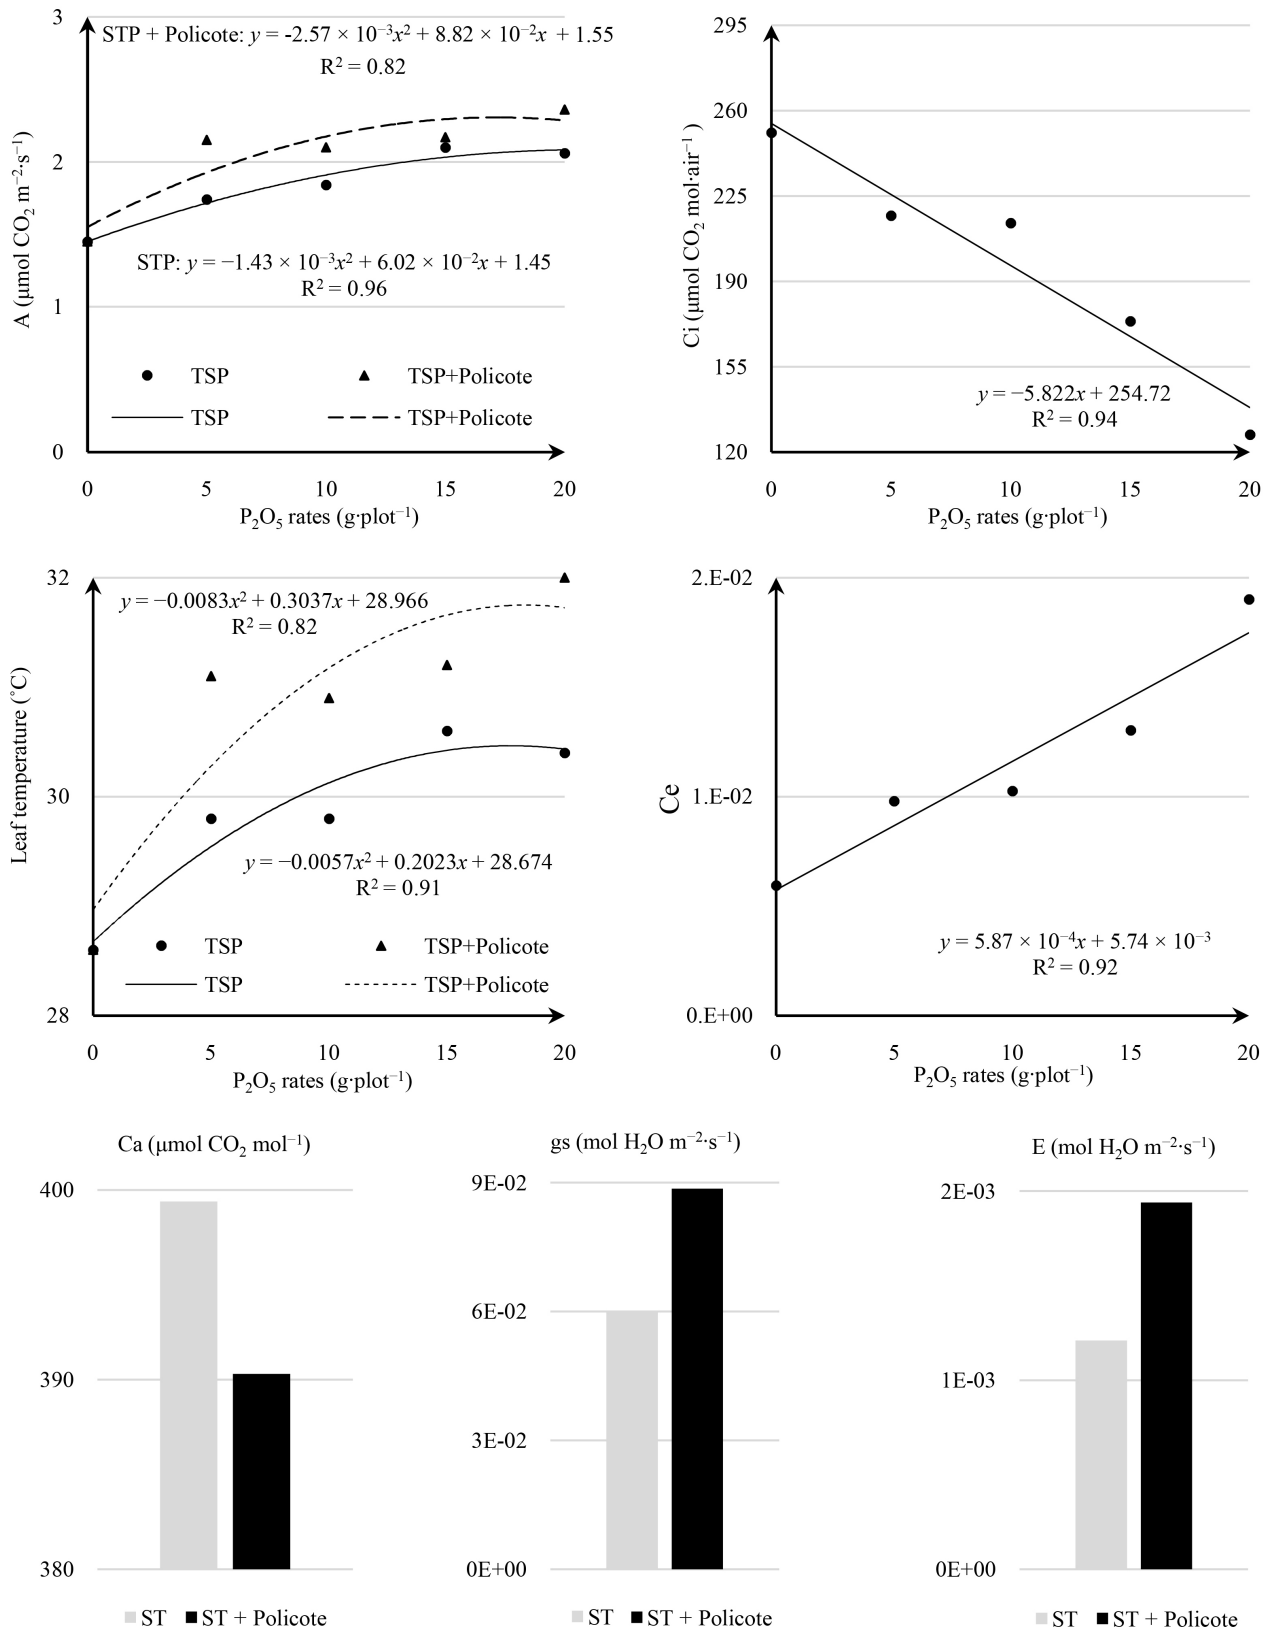 3
STP + Policote: y = -2.57 × 10⁻³x² + 8.82 × 10⁻²x + 1.55
R² = 0.82
2
STP: y = −1.43 × 10⁻³x² + 6.02 × 10⁻²x + 1.45
R² = 0.96
1
TSP TSP+Policote
TSP TSP+Policote
0
A (μmol CO₂ m⁻²·s⁻¹)
0 5 10 15 20
P₂O₅ rates (g·plot⁻¹)
295
260
225
190
155
y = −5.822x + 254.72
R² = 0.94
120
Ci (μmol CO₂ mol·air⁻¹ )
0 5 10 15 20
P₂O₅ rates (g·plot⁻¹)
32
y = −0.0083x² + 0.3037x + 28.966
R² = 0.82
30
y = −0.0057x² + 0.2023x + 28.674
R² = 0.91
TSP TSP+Policote
TSP TSP+Policote
28
Leaf temperature (˚C)
0 5 10 15 20
P₂O₅ rates (g·plot⁻¹)
2.E-02
1.E-02
y = 5.87 × 10⁻⁴x + 5.74 × 10⁻³
R² = 0.92
0.E+00
Ce
0 5 10 15 20
P₂O₅ rates (g·plot⁻¹)
Ca (μmol CO₂ mol⁻¹)
400
390
380
ST ST + Policote
gs (mol H₂O m⁻²·s⁻¹)
9E-02
6E-02
3E-02
0E+00
ST ST + Policote
E (mol H₂O m⁻²·s⁻¹)
2E-03
1E-03
0E+00
ST ST + Policote